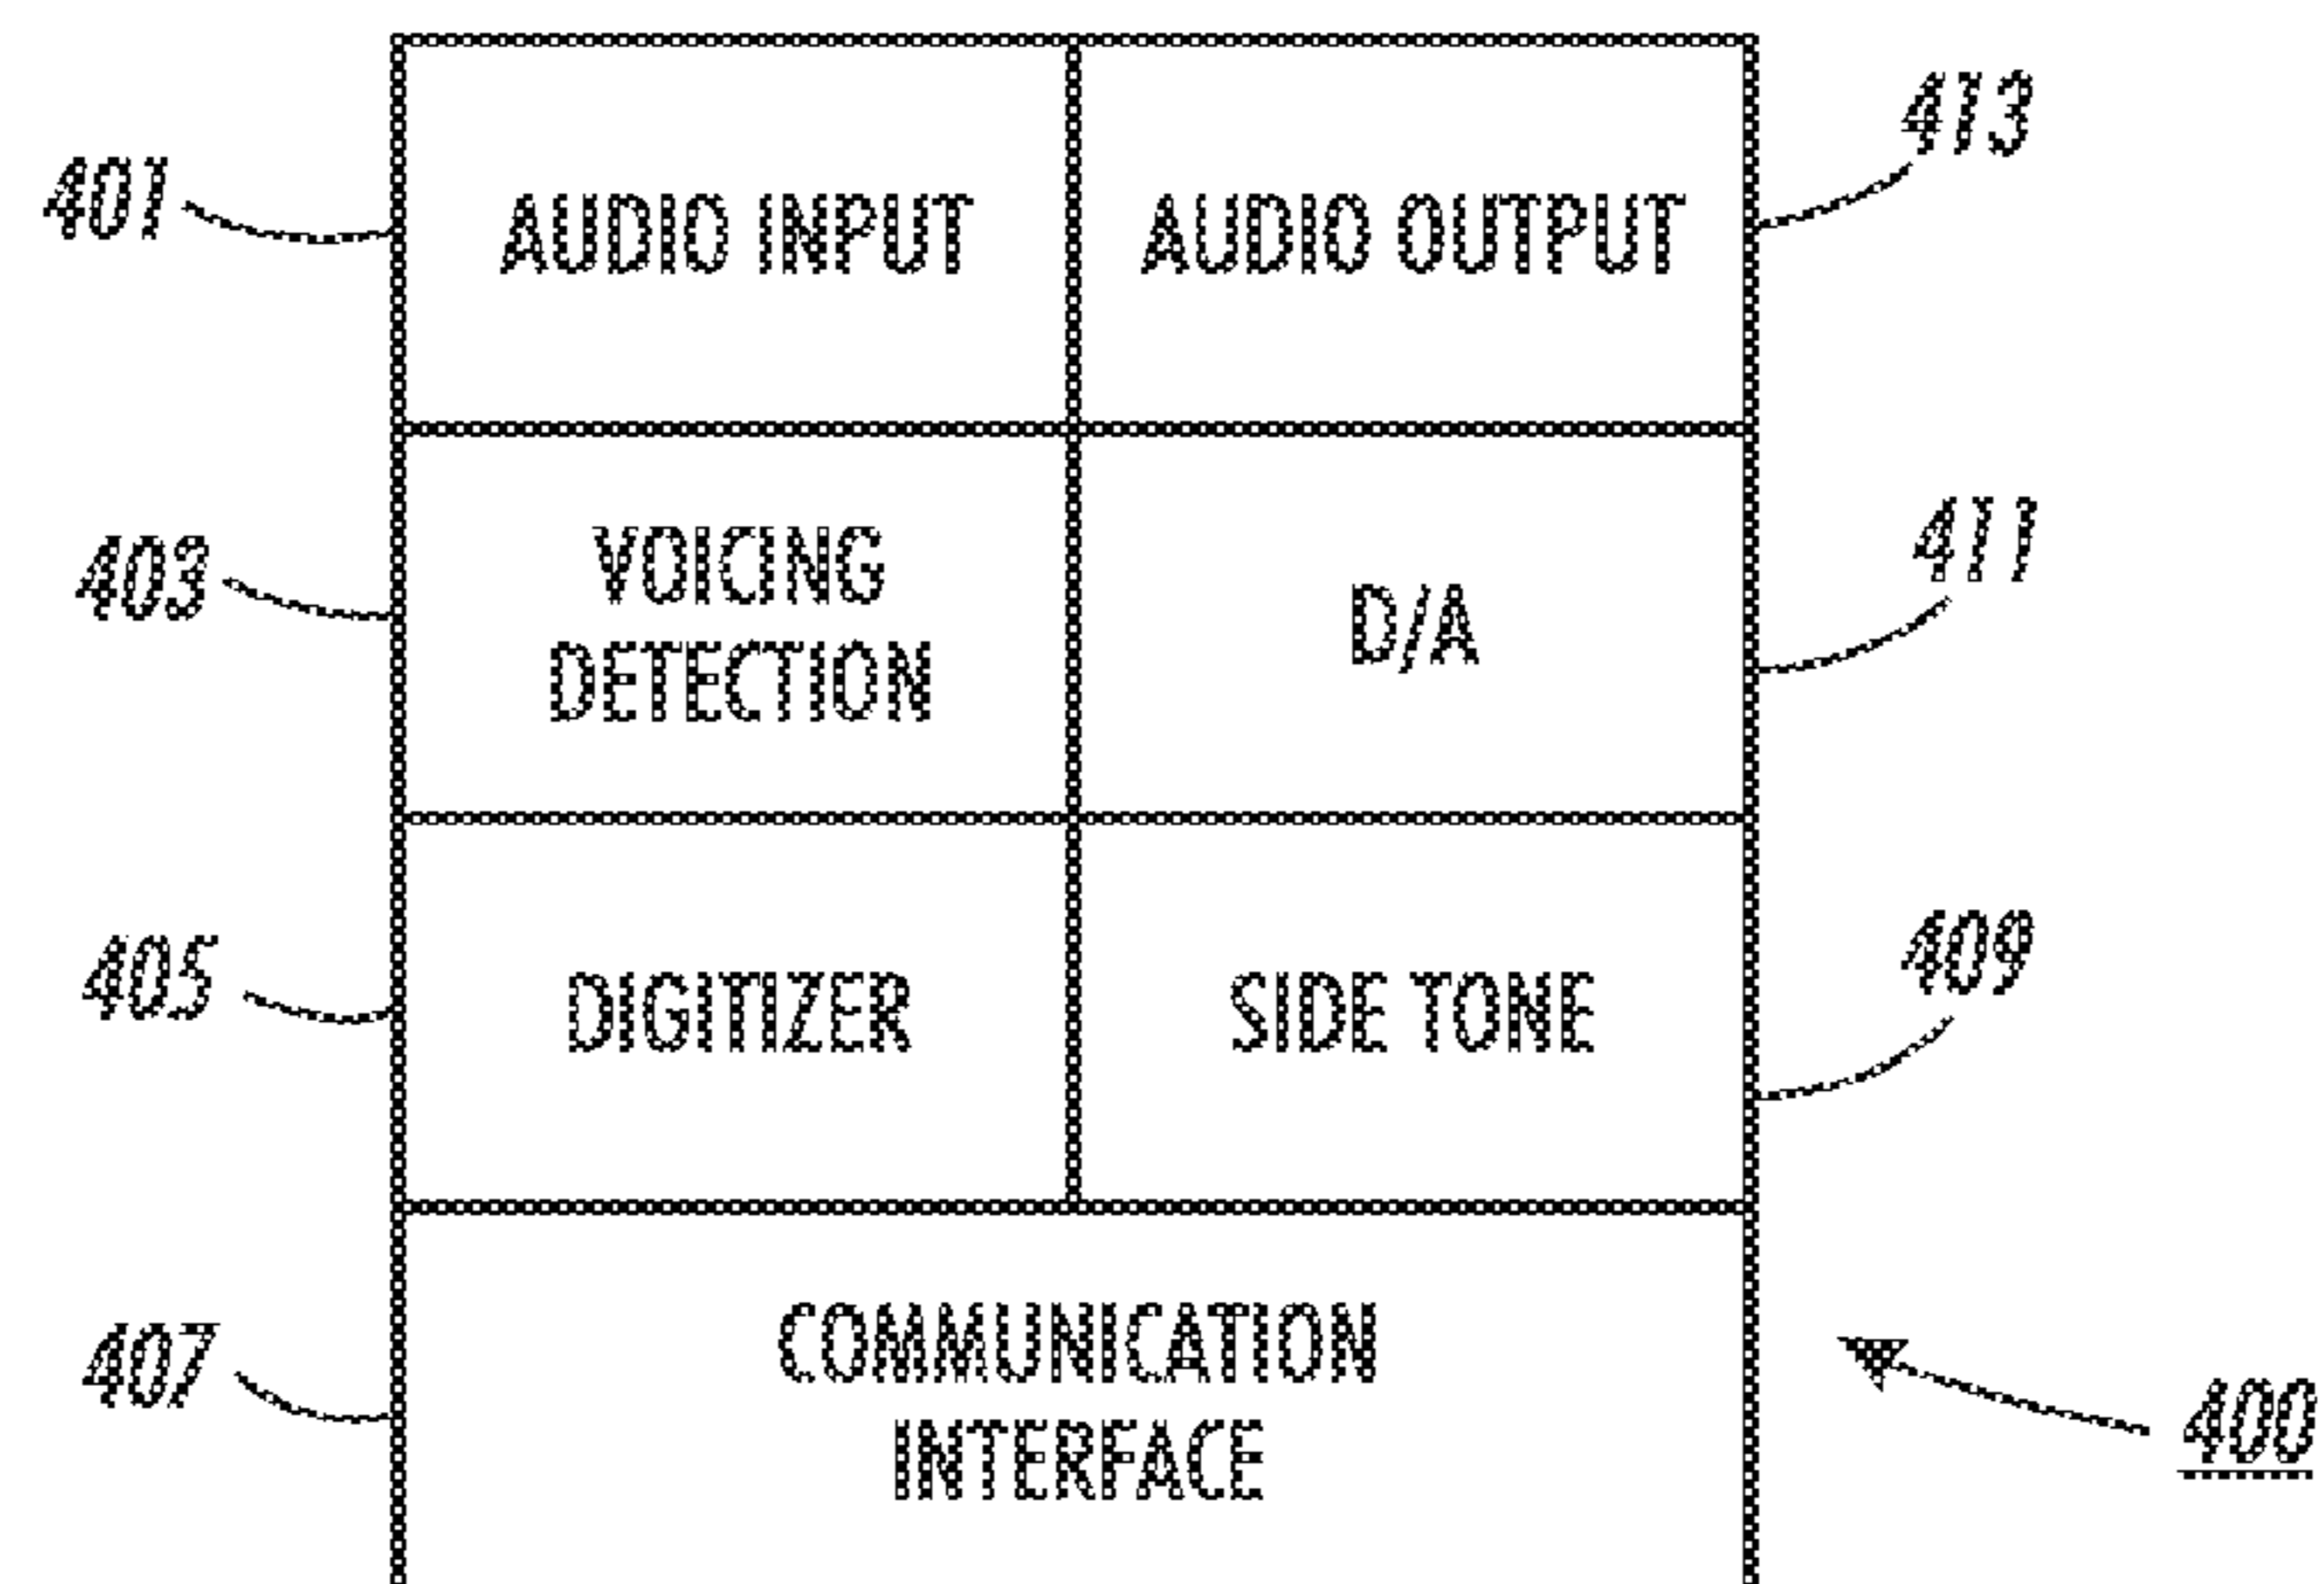 413
401
AUDIO INPUT
AUDIO OUTPUT
411
403
VOICING
DETECTION
D/A
409
405
DIGITIZER
SIDE TONE
407
COMMUNICATION
INTERFACE
400